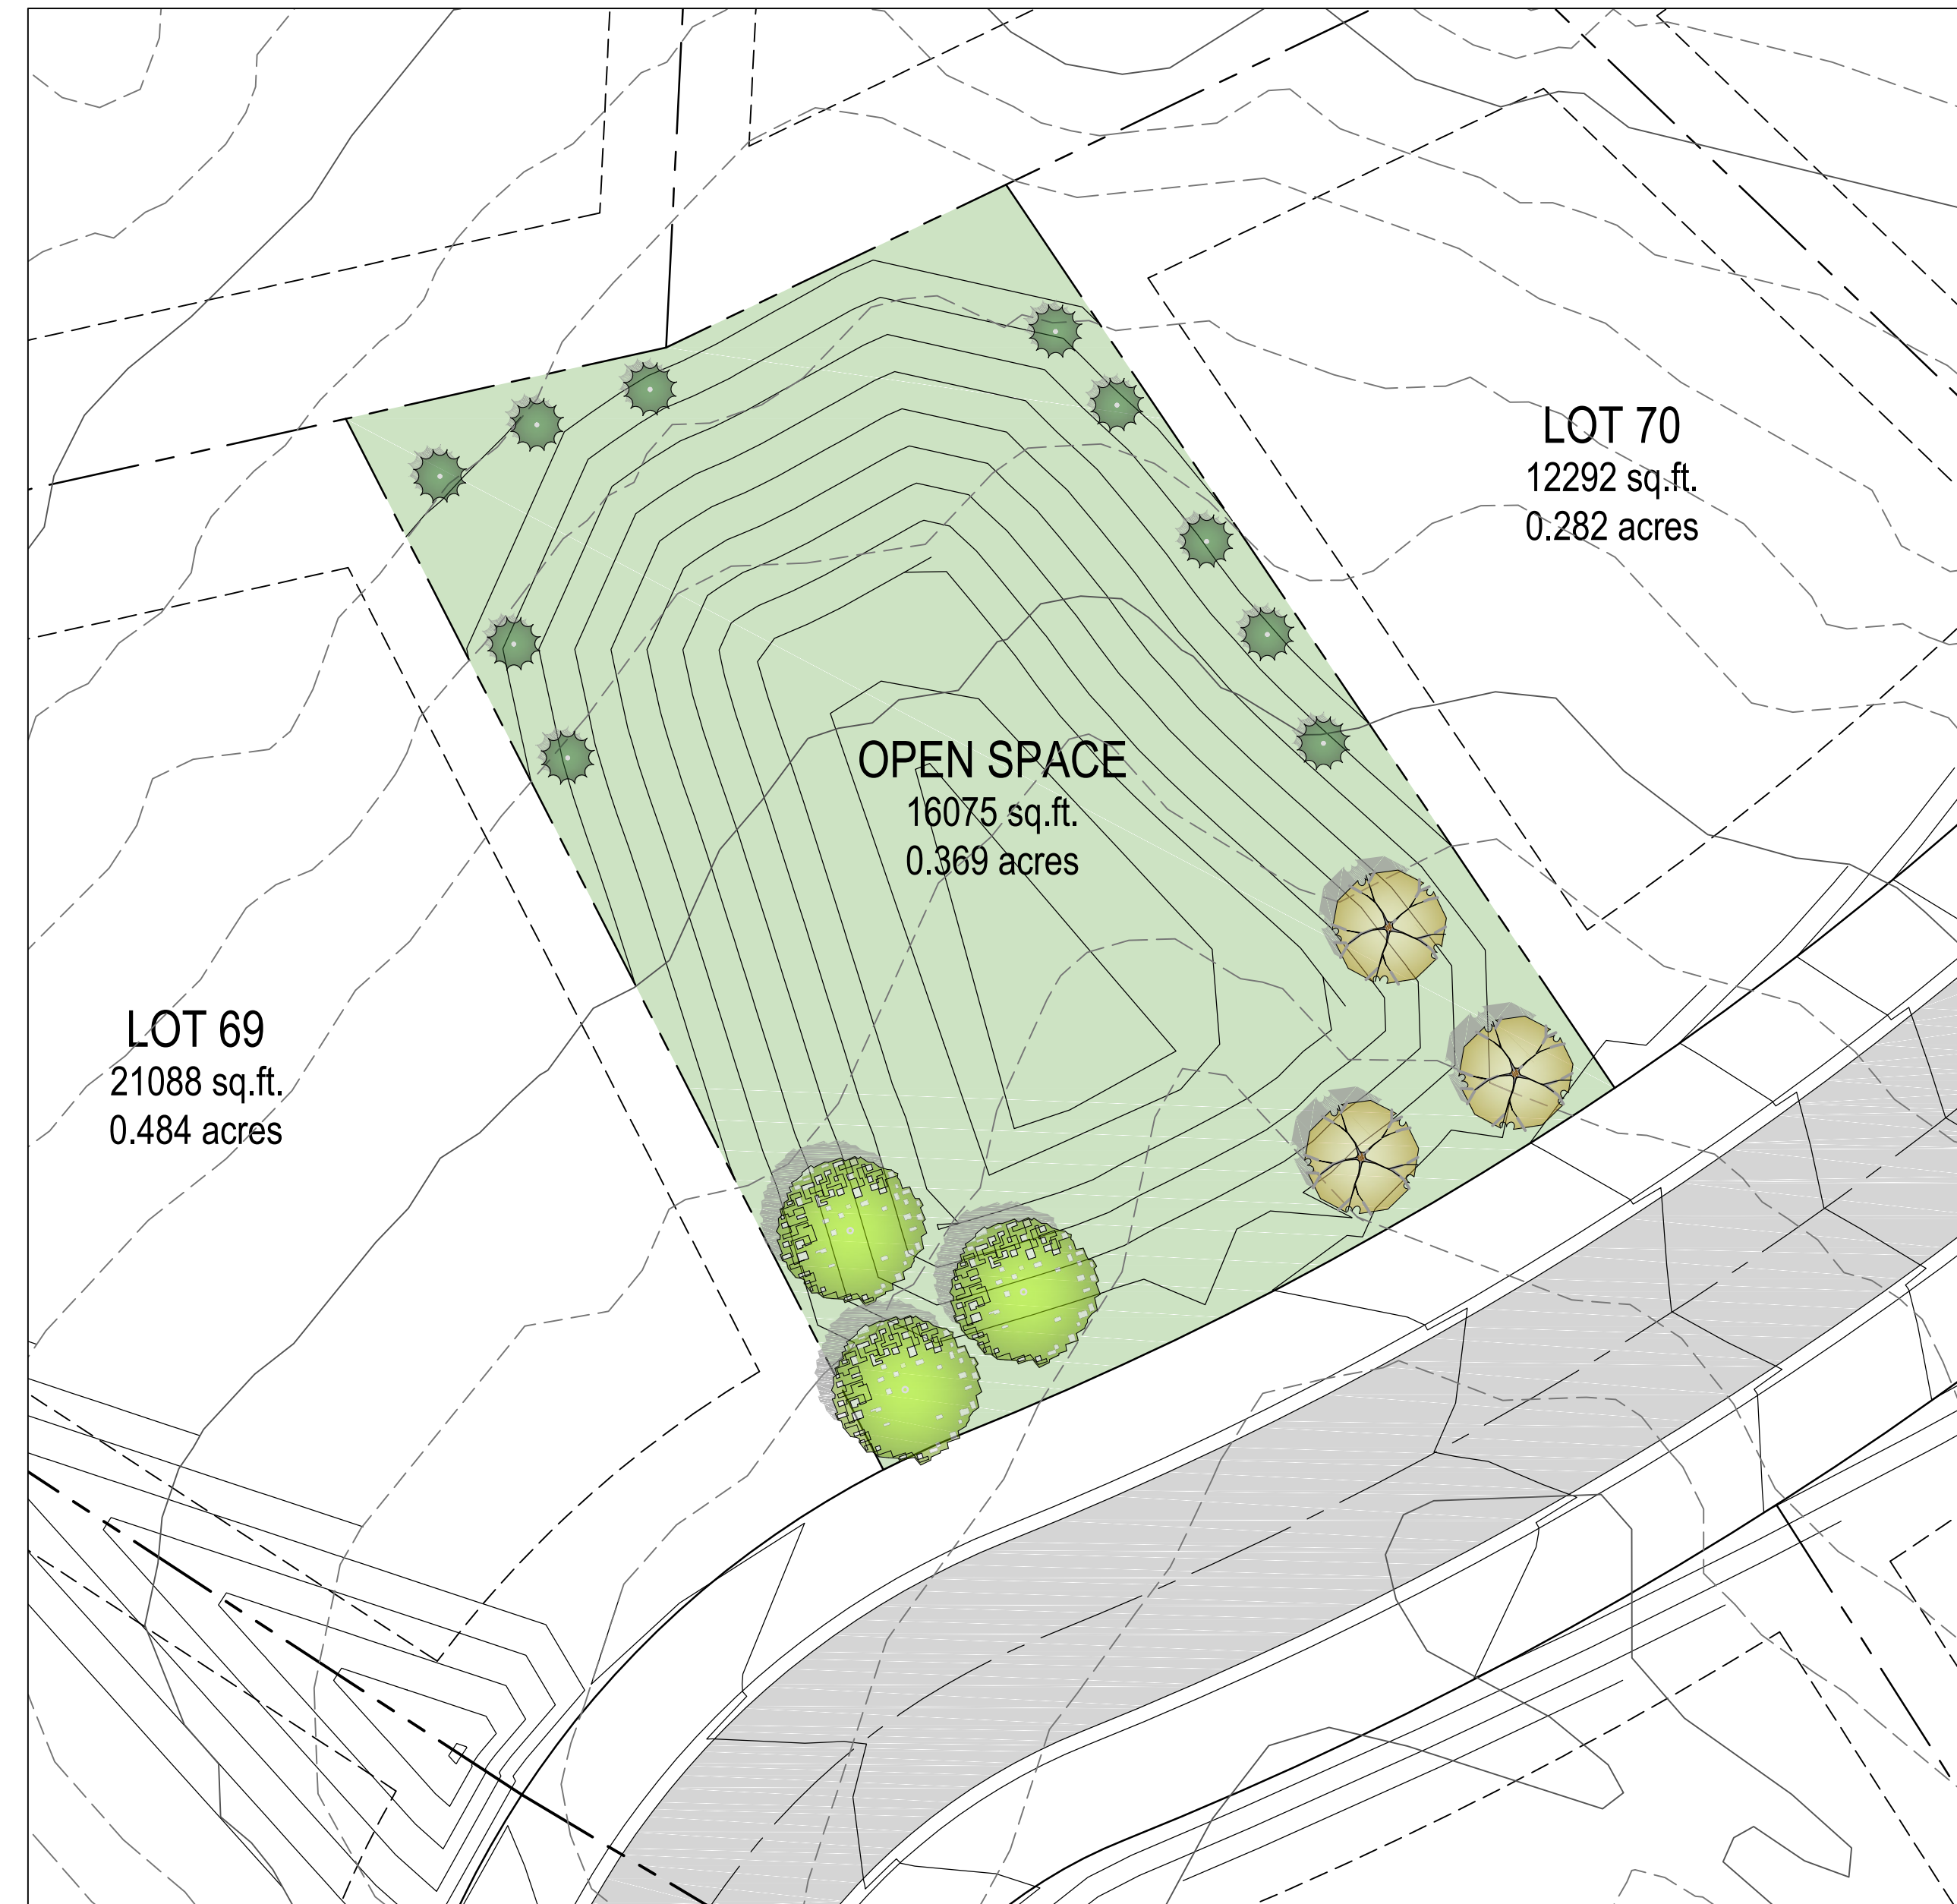 LOT 70
12292 sq.ft.
0.282 acres
OPEN SPACE
16075 sq.ft.
0.369 acres
LOT 69
21088 sq.ft.
0.484 acres